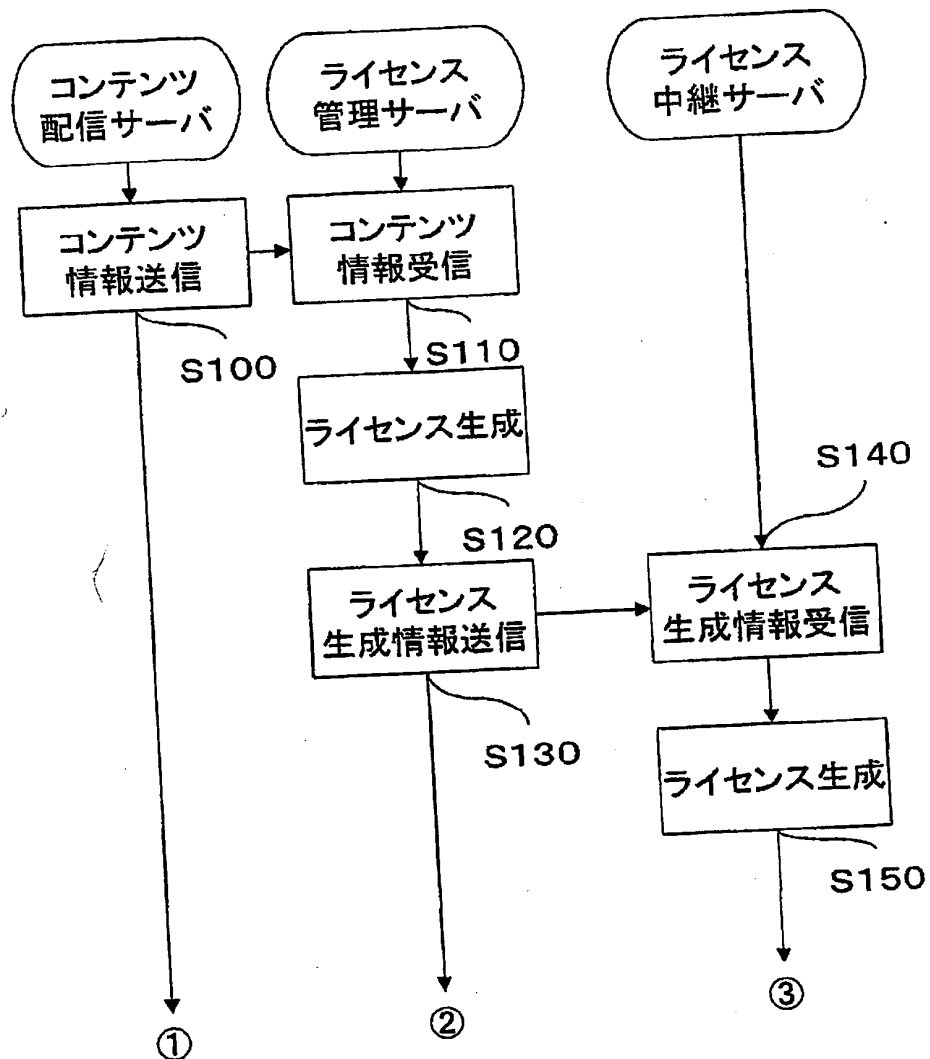 コンテンツ
配信サーバ
ライセンス
管理サーバ
ライセンス
中継サーバ
コンテンツ
情報送信
コンテンツ
情報受信
S100
S110
ライセンス生成
S120
S140
ライセンス
生成情報送信
ライセンス
生成情報受信
S130
ライセンス生成
S150
①
②
③